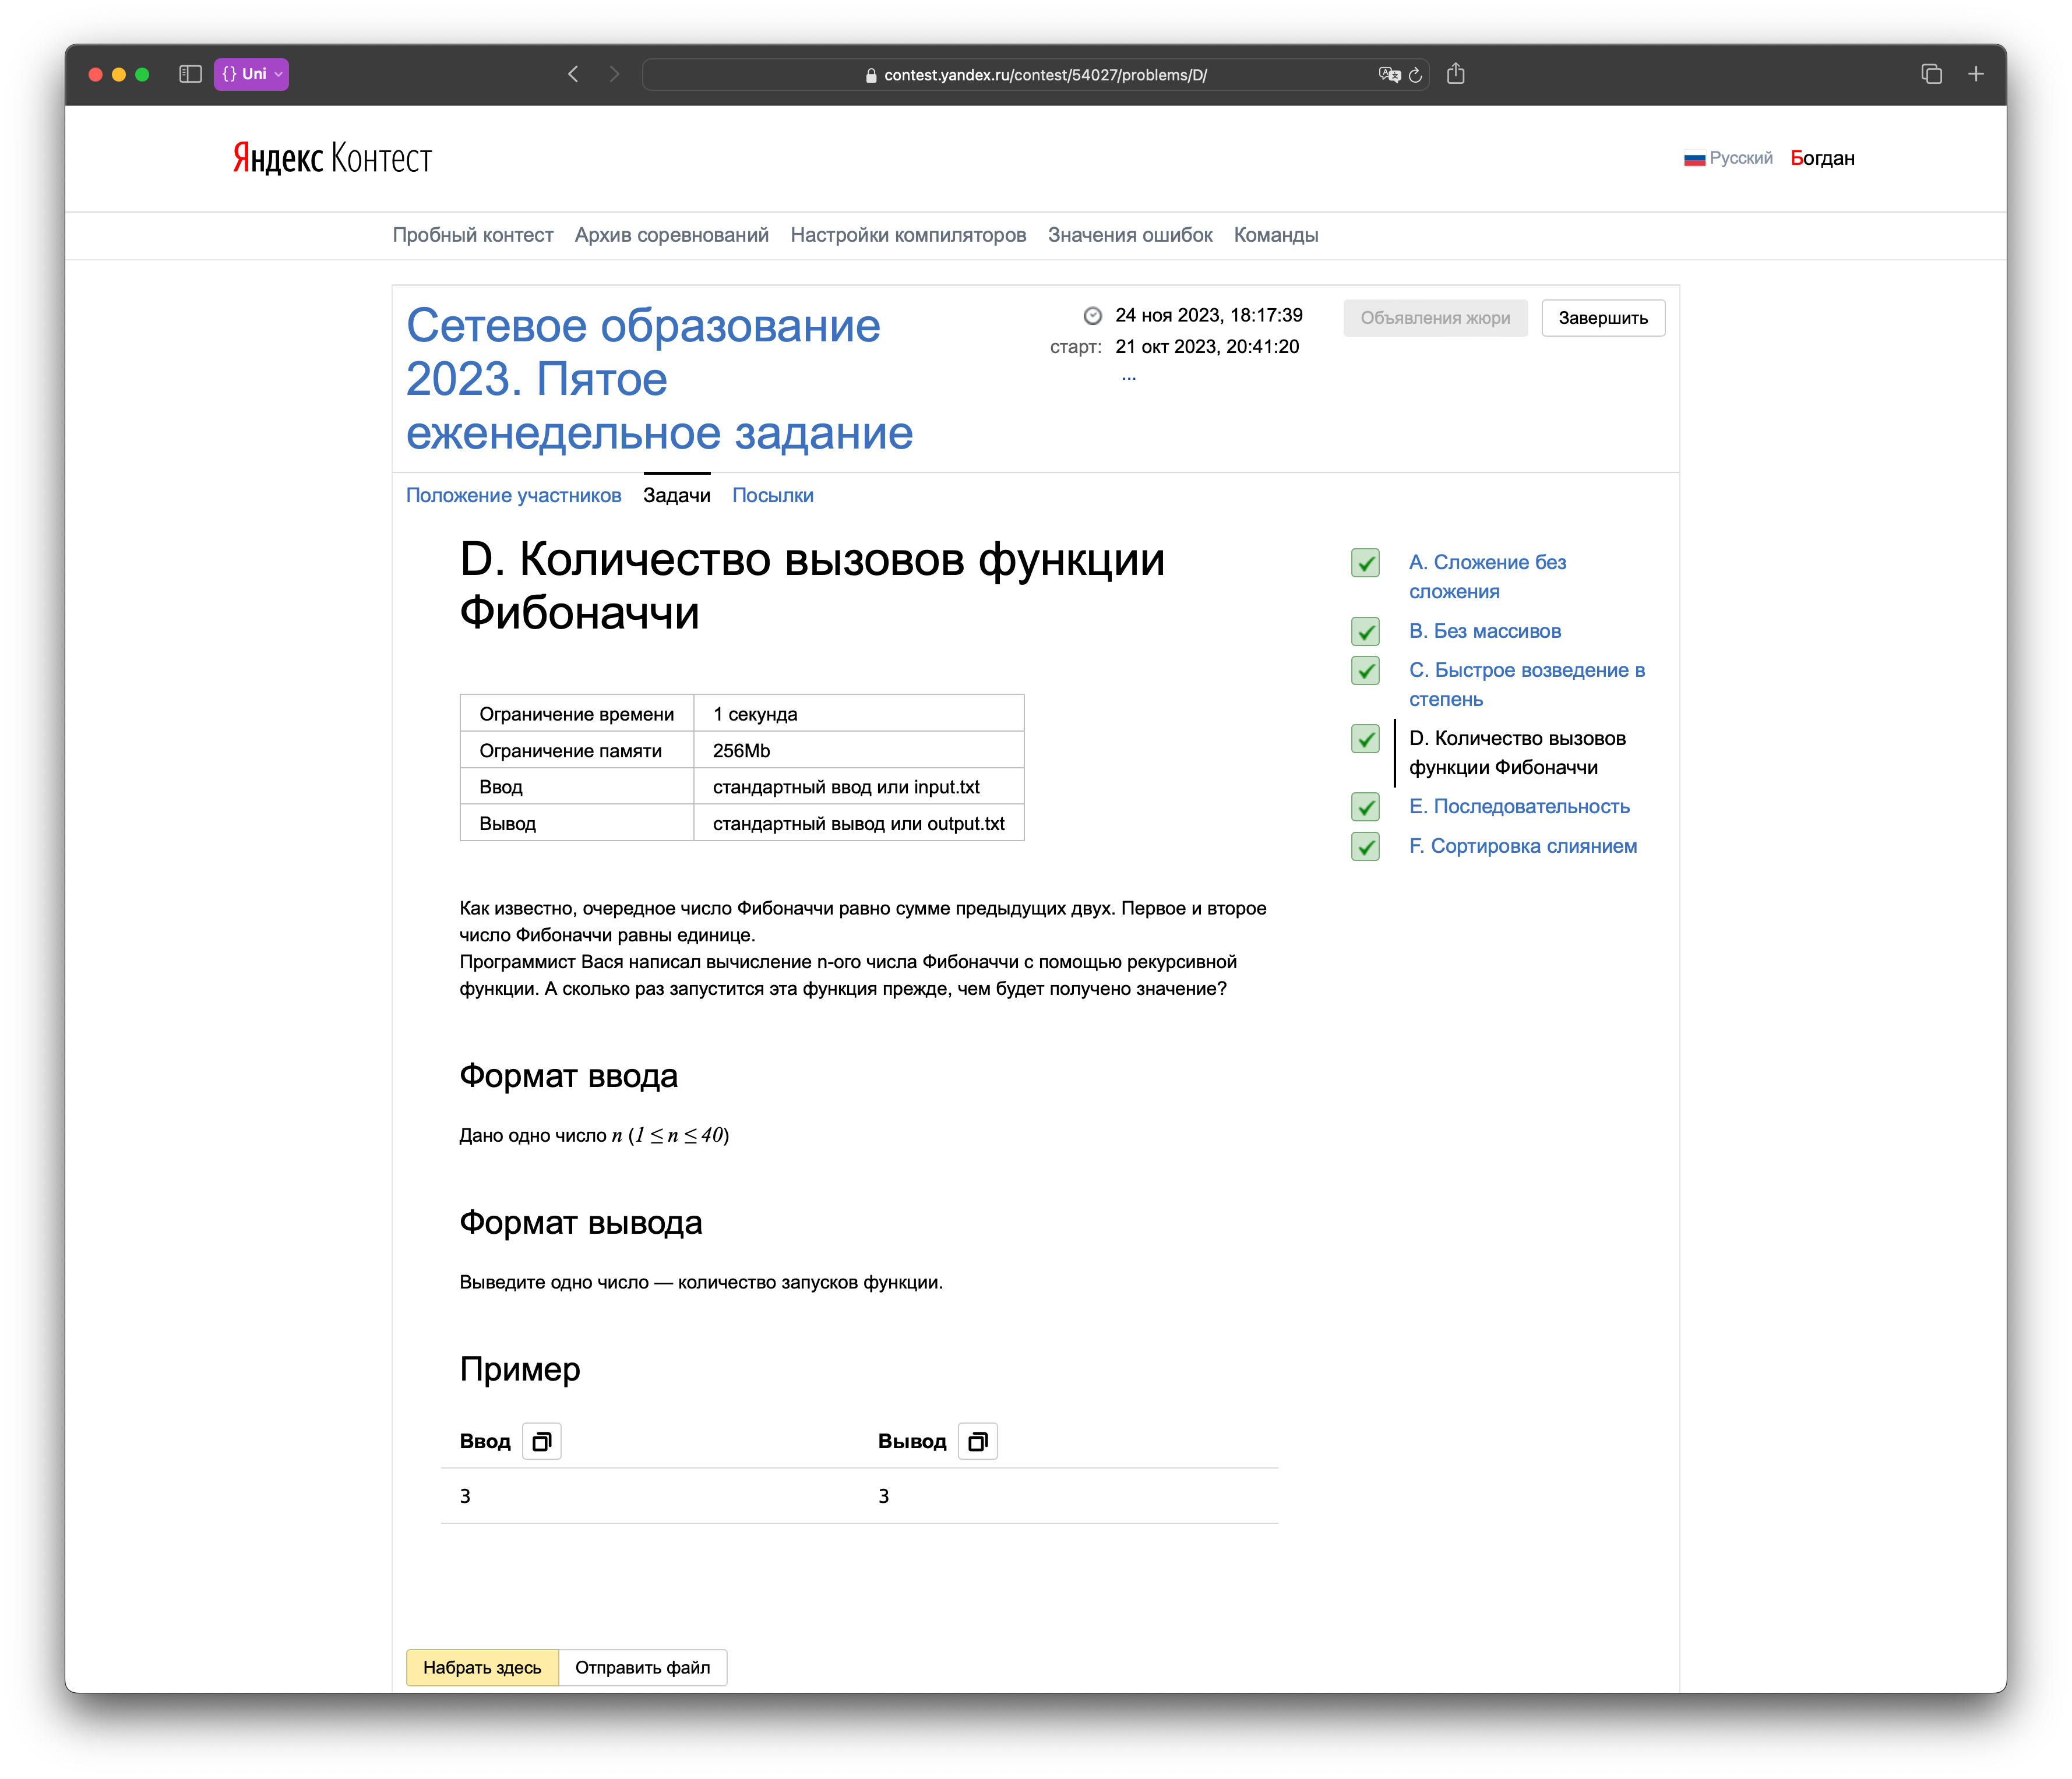 {} Uni
contest.yandex.ru/contest/54027/problems/D/
Яндекс Контест
Русский
Богдан
Пробный контест
Архив соревнований
Настройки компиляторов
Значения ошибок
Команды
Сетевое образование
2023. Пятое
еженедельное задание
24 ноя 2023, 18:17:39
старт: 21 окт 2023, 20:41:20
...
Объявления жюри
Завершить
Положение участников
Задачи
Посылки
D. Количество вызовов функции
Фибоначчи
Ограничение времени 1 секунда
Ограничение памяти 256Mb
Ввод стандартный ввод или input.txt
Вывод стандартный вывод или output.txt
Как известно, очередное число Фибоначчи равно сумме предыдущих двух. Первое и второе
число Фибоначчи равны единице.
Программист Вася написал вычисление n-ого числа Фибоначчи с помощью рекурсивной
функции. А сколько раз запустится эта функция прежде, чем будет получено значение?
Формат ввода
Дано одно число n (1 ≤ n ≤ 40)
Формат вывода
Выведите одно число — количество запусков функции.
Пример
Ввод Вывод
3 3
Набрать здесь
Отправить файл
A. Сложение без
сложения
B. Без массивов
C. Быстрое возведение в
степень
D. Количество вызовов
функции Фибоначчи
E. Последовательность
F. Сортировка слиянием